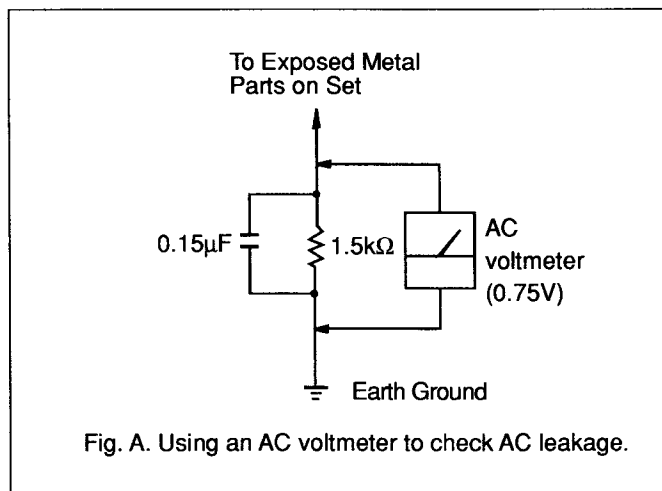 To Exposed Metal
Parts on Set
0.15μF
1.5kΩ
AC
voltmeter
(0.75V)
Earth Ground
Fig. A. Using an AC voltmeter to check AC leakage.